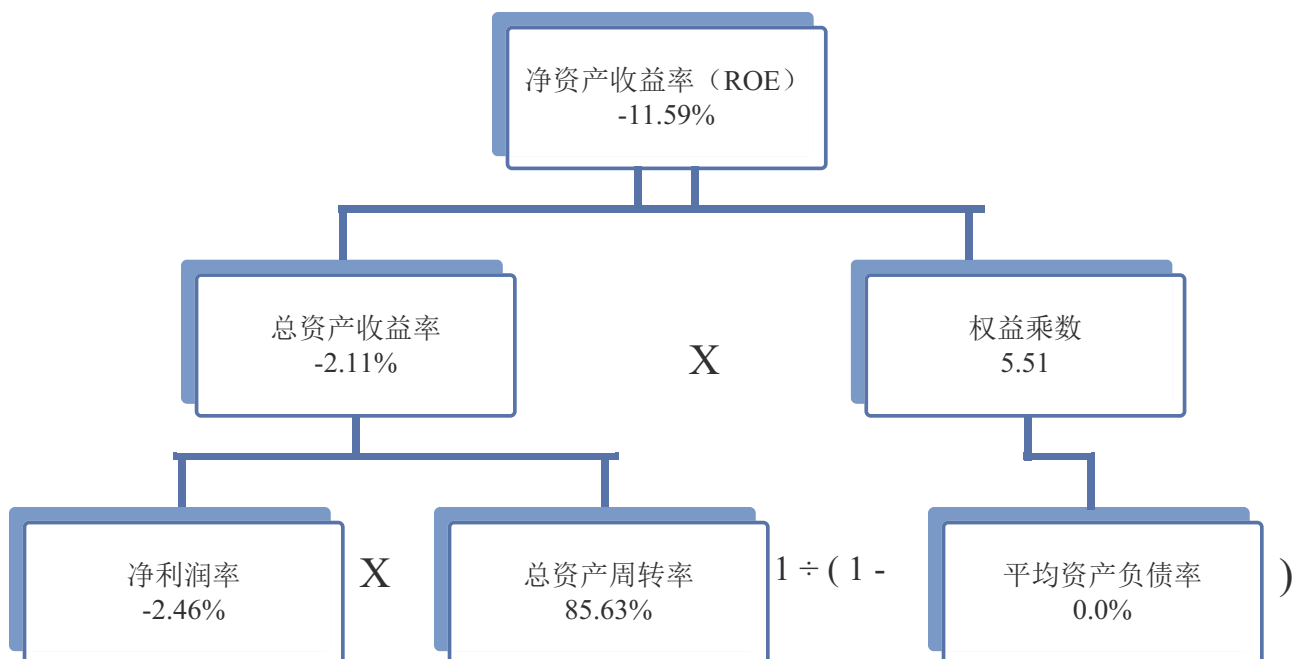 净资产收益率（ROE）
-11.59%
总资产收益率
-2.11%
X
权益乘数
5.51
净利润率
-2.46%
X
总资产周转率
85.63%
1 ÷ ( 1 -
平均资产负债率
0.0%
)